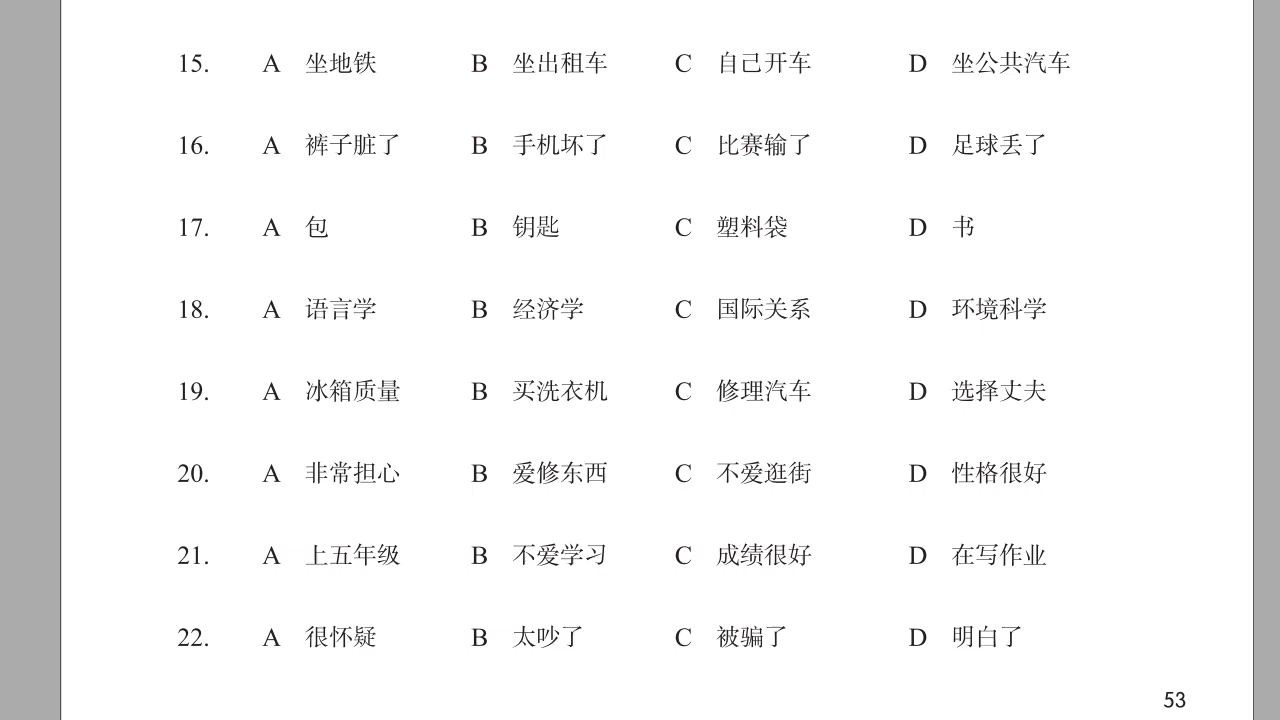 15. A 坐地铁 B 坐出租车 C 自己开车 D 坐公共汽车
16. A 裤子脏了 B 手机坏了 C 比赛输了 D 足球丢了
17. A 包 B 钥匙 C 塑料袋 D 书
18. A 语言学 B 经济学 C 国际关系 D 环境科学
19. A 冰箱质量 B 买洗衣机 C 修理汽车 D 选择丈夫
20. A 非常担心 B 爱修东西 C 不爱逛街 D 性格很好
21. A 上五年级 B 不爱学习 C 成绩很好 D 在写作业
22. A 很怀疑 B 太吵了 C 被骗了 D 明白了
53